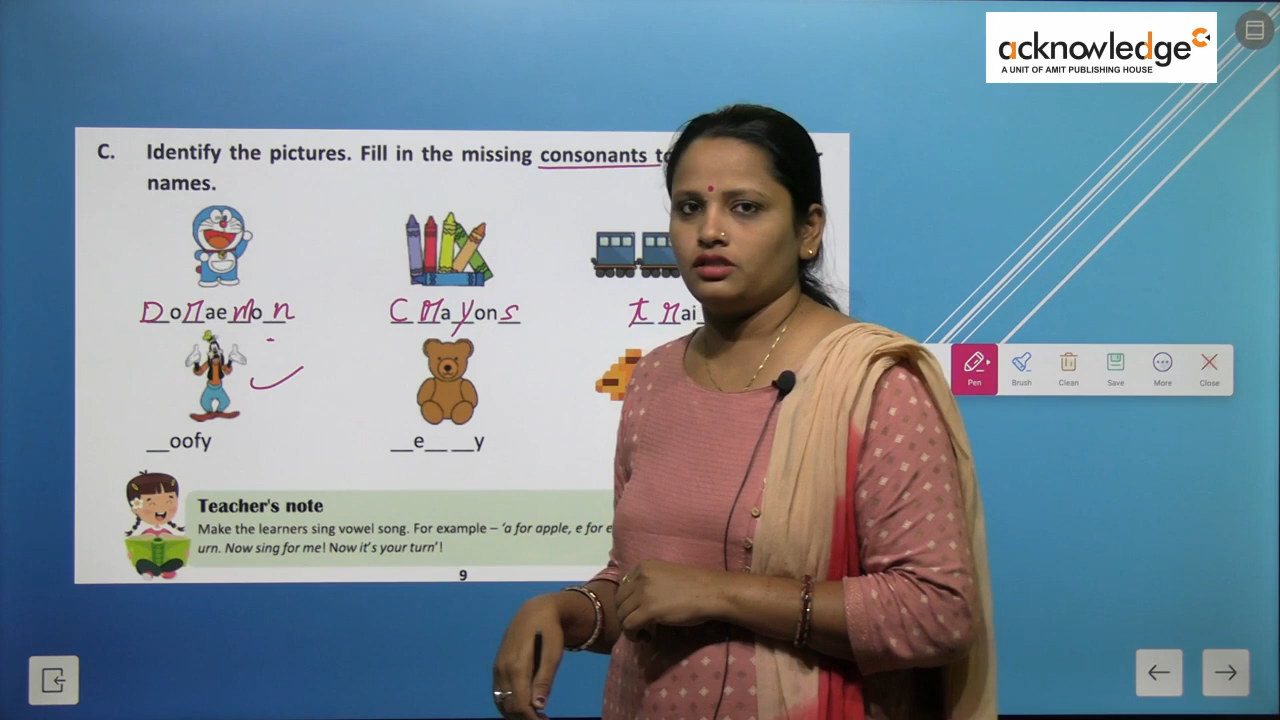 acknowledge
A UNIT OF AMIT PUBLISHING HOUSE
C. Identify the pictures. Fill in the missing consonants
names.
Doraemon
Crayons
trai
__oofy
__e__ __y
Teacher's note
Make the learners sing vowel song. For example – 'a for apple, e for
urn. Now sing for me! Now it's your turn'!
9
Pen
Brush
Clean
Save
More
Close